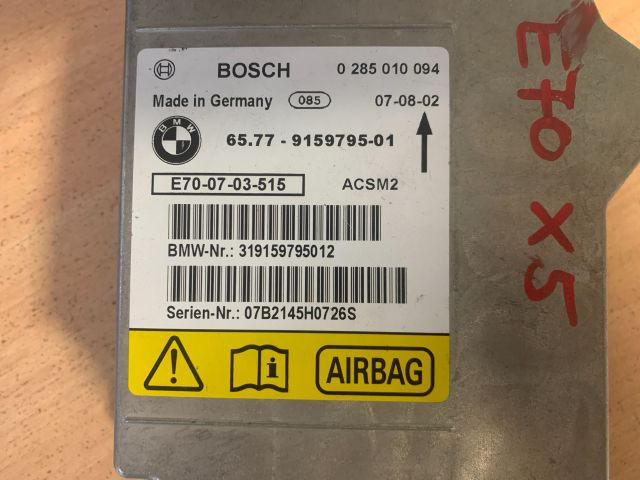 BOSCH 0 285 010 094
Made in Germany 085 07-08-02
BMW 65.77 - 9159795-01
E70-07-03-515 ACSM2
BMW-Nr.: 319159795012
Serien-Nr.: 07B2145H0726S
i AIRBAG
E70 X5